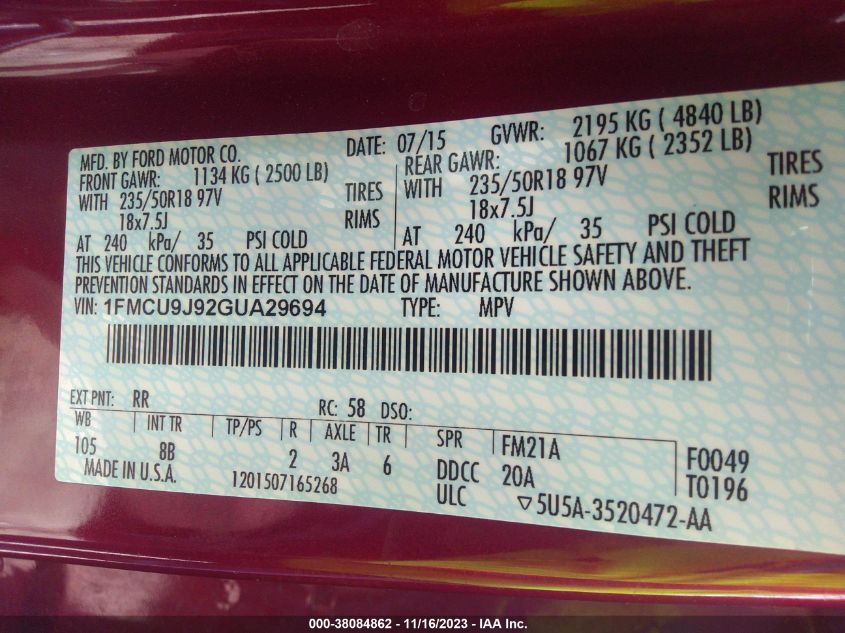 MFD. BY FORD MOTOR CO. DATE: 07/15 GVWR: 2195 KG ( 4840 LB)
FRONT GAWR: 1134 KG ( 2500 LB) REAR GAWR: 1067 KG ( 2352 LB)
WITH 235/50R18 97V TIRES WITH 235/50R18 97V TIRES
18x7.5J RIMS 18x7.5J RIMS
AT 240 kPa/ 35 PSI COLD AT 240 kPa/ 35 PSI COLD
THIS VEHICLE CONFORMS TO ALL APPLICABLE FEDERAL MOTOR VEHICLE SAFETY AND THEFT
PREVENTION STANDARDS IN EFFECT ON THE DATE OF MANUFACTURE SHOWN ABOVE.
VIN: 1FMCU9J92GUA29694 TYPE: MPV
EXT PNT: RR RC: 58 DSO:
WB INT TR TP/PS R AXLE TR SPR FM21A F0049
105 8B 2 3A 6 DDCC 20A T0196
MADE IN U.S.A. 1201507165268 ULC ▽5U5A-3520472-AA
000-38084862 - 11/16/2023 - IAA Inc.